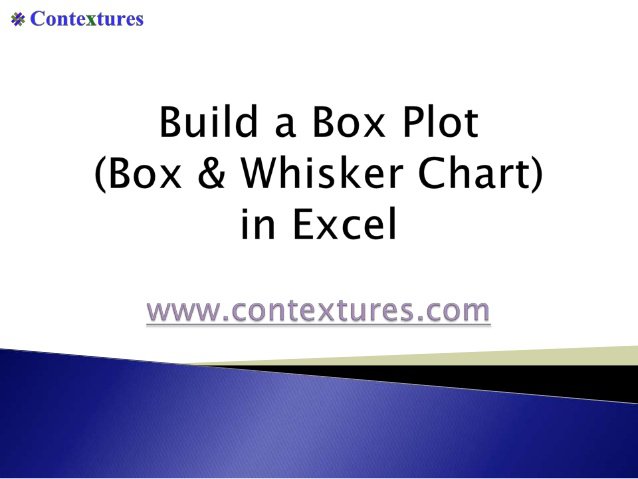 Contextures
Build a Box Plot
(Box & Whisker Chart)
in Excel
www.contextures.com